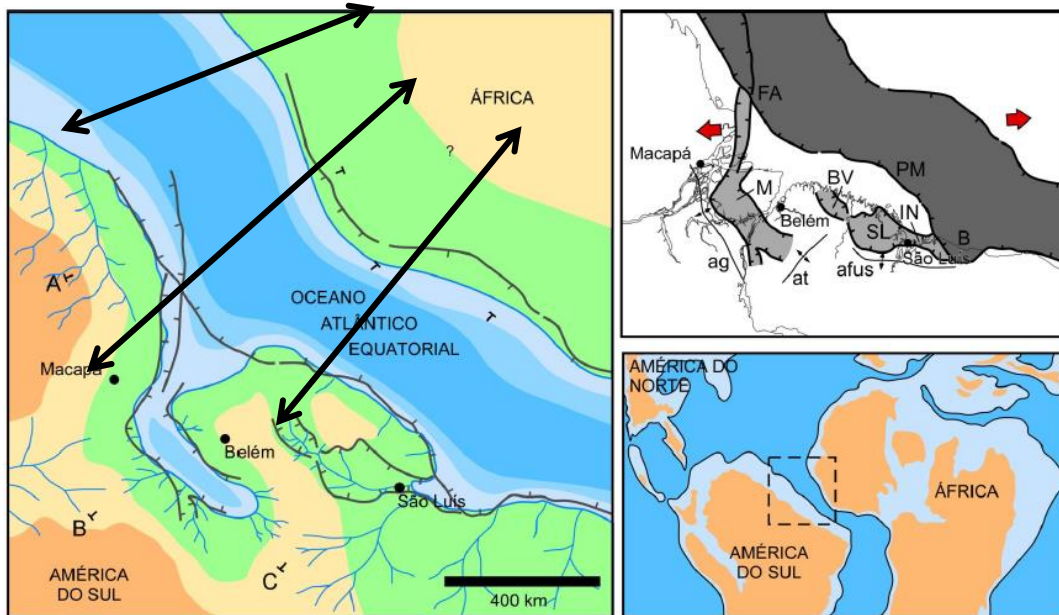 ÁFRICA
?
A
OCEANO
ATLÂNTICO
EQUATORIAL
Macapá
Belém
São Luís
B
AMÉRICA
DO SUL
C
400 km
FA
Macapá
PM
BV
M
IN
Belém
SL
B
São Luís
ag
at
afus
AMÉRICA DO
NORTE
ÁFRICA
AMÉRICA
DO SUL